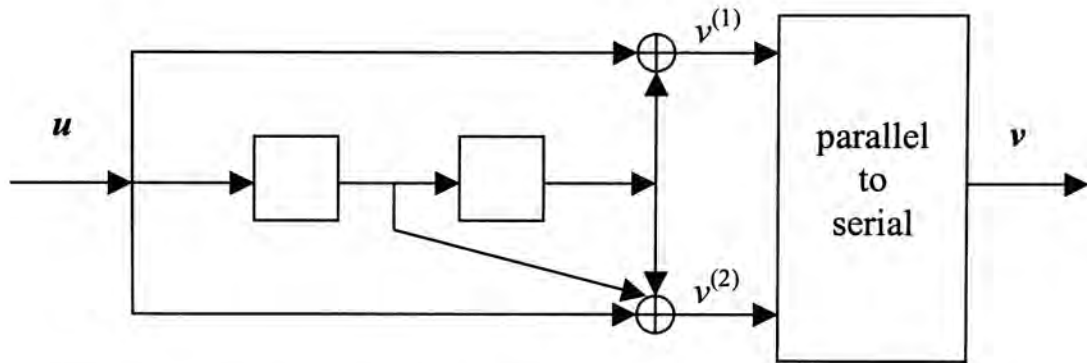 u
ν⁽¹⁾
parallel
to
serial
v
ν⁽²⁾